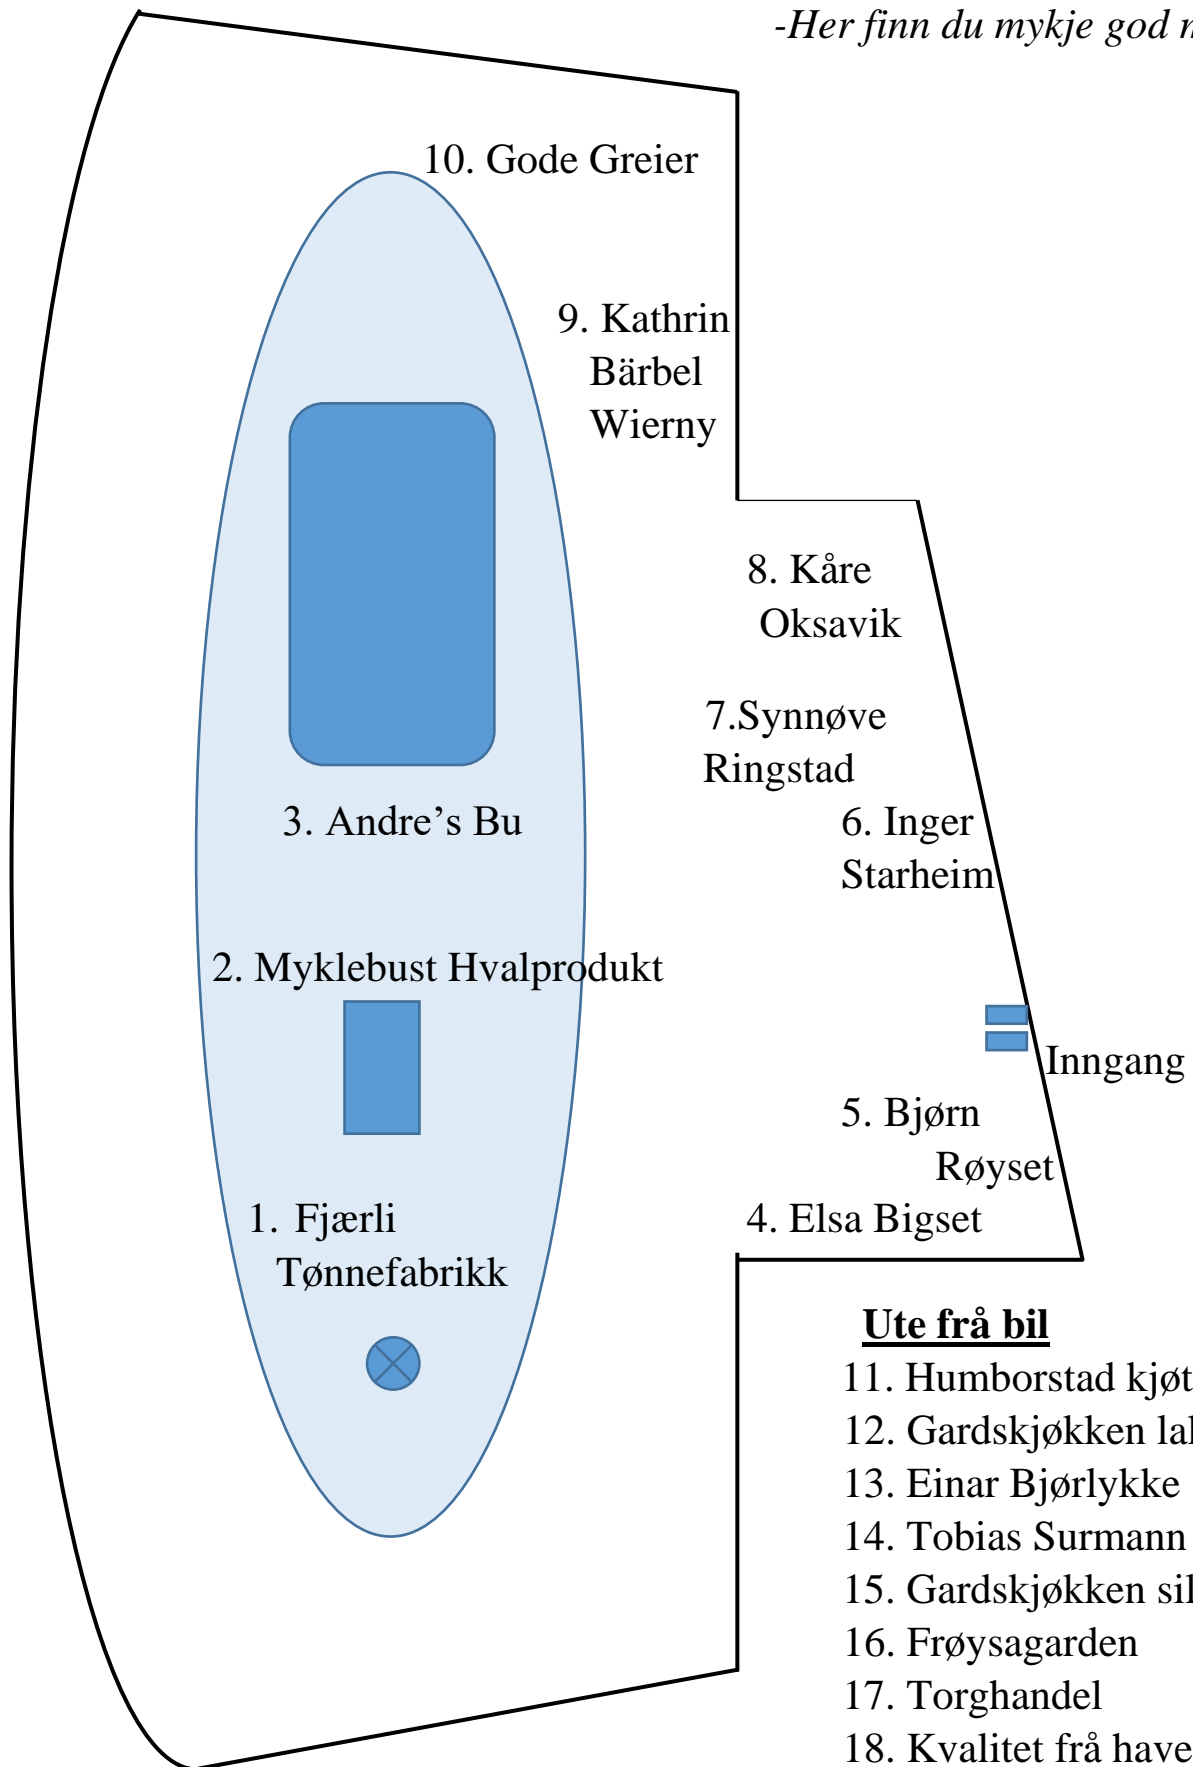 -Her finn du mykje god
10. Gode Greier
9. Kathrin
Bärbel
Wierny
8. Kåre
Oksavik
7.Synnøve
Ringstad
3. Andre’s Bu
6. Inger
Starheim
2. Myklebust Hvalprodukt
Inngang
5. Bjørn
Røyset
1. Fjærli
Tønnefabrikk
4. Elsa Bigset
Ute frå bil
11. Humborstad
12. Gardskjøkken
13. Einar Bjørlykke
14. Tobias Surmann
15. Gardskjøkken
16. Frøysagarden
17. Torghandel
18. Kvalitet frå